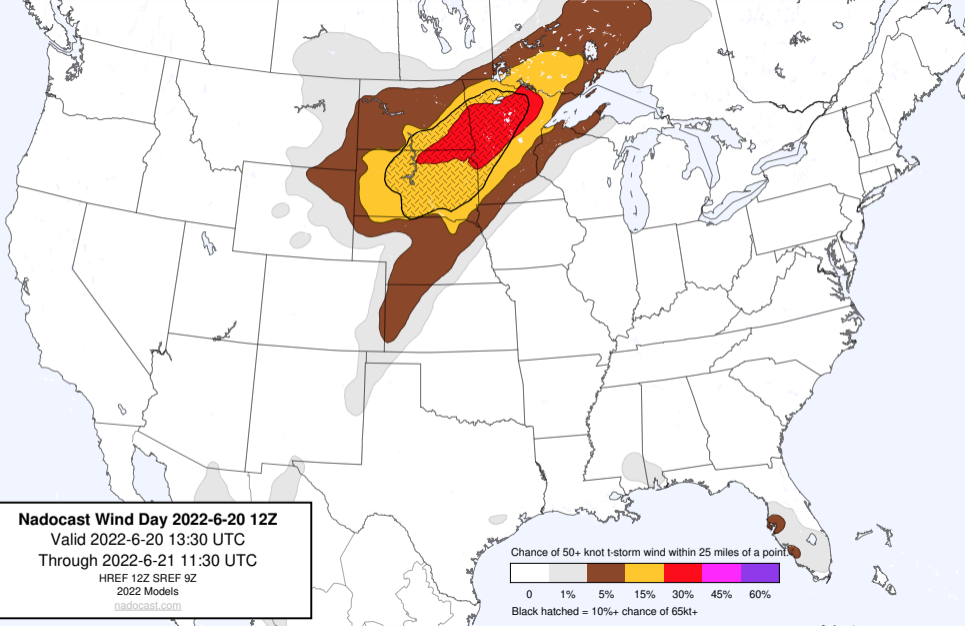 Nadocast Wind Day 2022-6-20 12Z
Valid 2022-6-20 13:30 UTC
Through 2022-6-21 11:30 UTC
HREF 12Z SREF 9Z
2022 Models
nadocast.com
Chance of 50+ knot t-storm wind within 25 miles of a point.
0 1% 5% 15% 30% 45% 60%
Black hatched = 10%+ chance of 65kt+